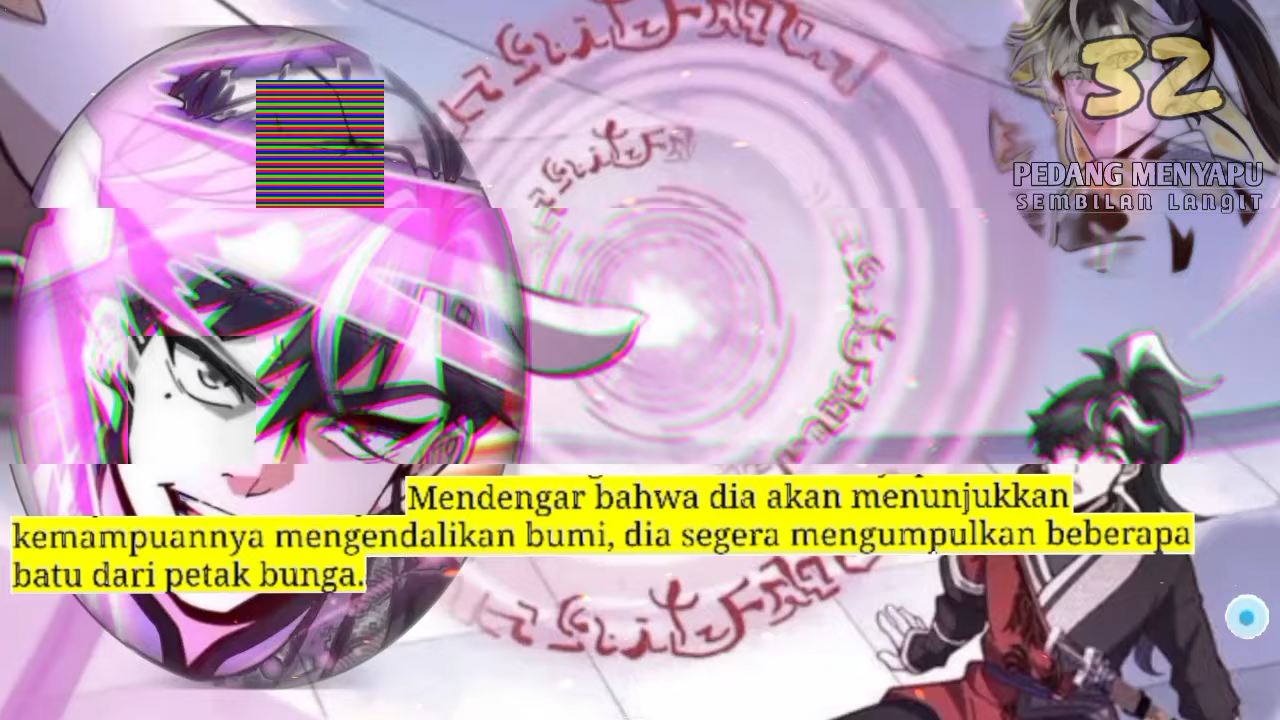 32
PEDANG MENYAPU
SEMBILAN LANGIT
Mendengar bahwa dia akan menunjukkan
kemampuannya mengendalikan bumi, dia segera mengumpulkan beberapa
batu dari petak bunga.